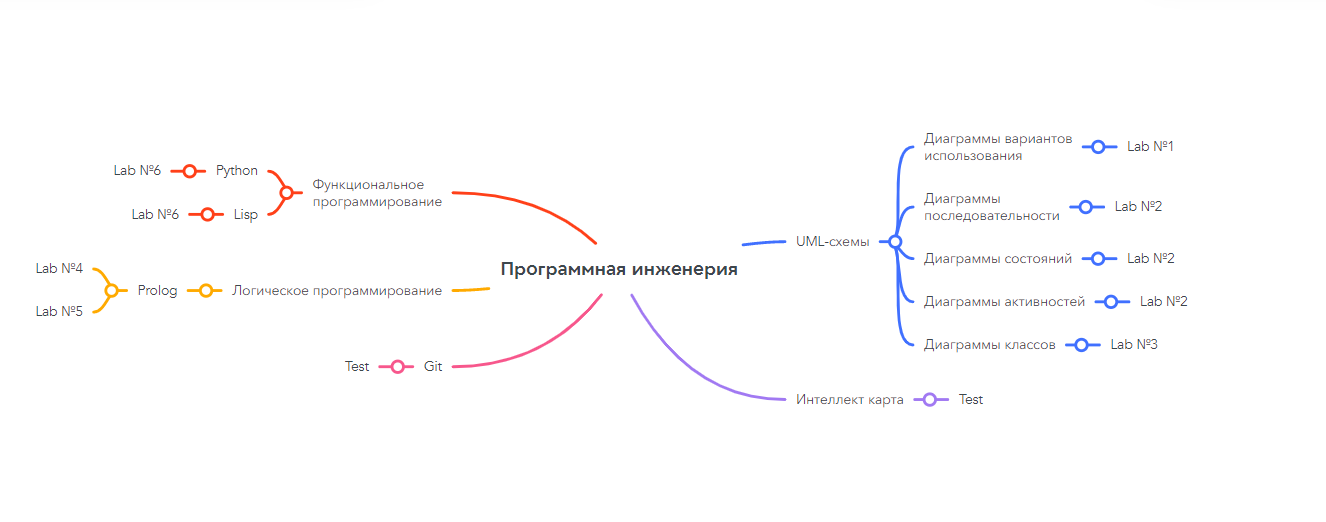 Программная инженерия
UML-схемы
Диаграммы вариантов
использования
Lab №1
Диаграммы
последовательности
Lab №2
Диаграммы состояний
Lab №2
Диаграммы активностей
Lab №2
Диаграммы классов
Lab №3
Интеллект карта
Test
Функциональное
программирование
Python
Lab №6
Lisp
Lab №6
Логическое программирование
Prolog
Lab №4
Lab №5
Git
Test